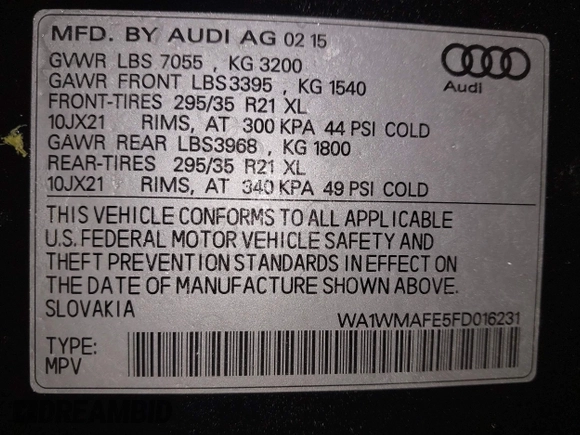 MFD. BY AUDI AG 02 15
GVWR LBS 7055 , KG 3200
GAWR FRONT LBS3395 , KG 1540
FRONT-TIRES 295/35 R21 XL
10JX21 RIMS, AT 300 KPA 44 PSI COLD
GAWR REAR LBS3968 , KG 1800
REAR-TIRES 295/35 R21 XL
10JX21 RIMS, AT 340 KPA 49 PSI COLD
Audi
THIS VEHICLE CONFORMS TO ALL APPLICABLE
U.S. FEDERAL MOTOR VEHICLE SAFETY AND
THEFT PREVENTION STANDARDS IN EFFECT ON
THE DATE OF MANUFACTURE SHOWN ABOVE.
SLOVAKIA
WA1WMAFE5FD016231
TYPE:
MPV
DREAMBID